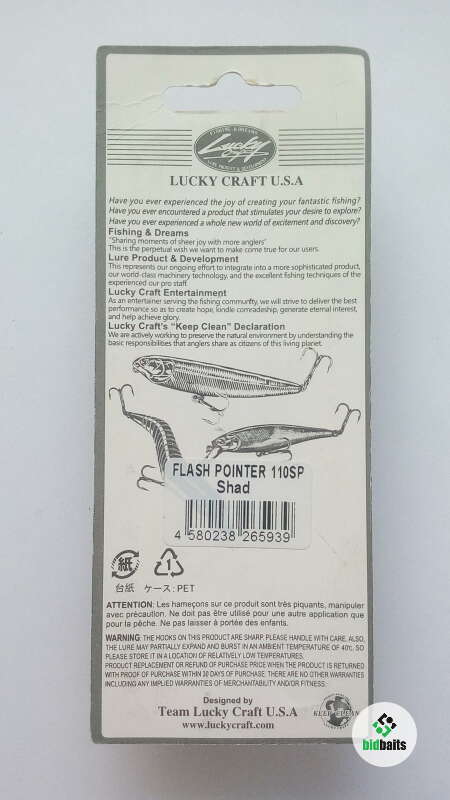 FISHING & DREAMS
Lucky
Craft
LURE PRODUCT & DEVELOPMENT
LUCKY CRAFT U.S.A
Have you ever experienced the joy of creating your fantastic fishing?
Have you ever encountered a product that stimulates your desire to explore?
Have you ever experienced a whole new world of excitement and discovery?
Fishing & Dreams
"Sharing moments of sheer joy with more anglers"
This is the perpetual wish we want to make come true for our users.
Lure Product & Development
This represents our ongoing effort to integrate into a more sophisticated product,
our world-class machinery technology, and the excellent fishing techniques of the
experienced our pro staff.
Lucky Craft Entertainment
As an entertainer serving the fishing community, we will strive to deliver the best
performance so as to create hope, kindle comradeship, generate eternal interest,
and help achieve glory.
Lucky Craft's "Keep Clean" Declaration
We are actively working to preserve the natural environment by understanding the
basic responsibilities that anglers share as citizens of this living planet.
FLASH POINTER 110SP
Shad
4 580238 265939
紙
1
台紙 ケース:PET
ATTENTION: Les hameçons sur ce produit sont très piquants, manipuler
avec précaution. Ne doit pas être utilisé pour une autre application que
pour la pêche. Ne pas laisser à portée des enfants.
WARNING: THE HOOKS ON THIS PRODUCT ARE SHARP. PLEASE HANDLE WITH CARE. ALSO,
THE LURE MAY PARTIALLY EXPAND AND BURST IN AN AMBIENT TEMPERATURE OF 40℃, SO
PLEASE STORE IT IN A LOCATION OF RELATIVELY LOW TEMPERATURES.
PRODUCT REPLACEMENT OR REFUND OF PURCHASE PRICE WHEN THE PRODUCT IS RETURNED
WITH PROOF OF PURCHASE WITHIN 30 DAYS OF PURCHASE. THERE ARE NO OTHER WARRANTIES
INCLUDING ANY IMPLIED WARRANTIES OF MERCHANTABILITY AND/OR FITNESS.
Designed by
Team Lucky Craft U.S.A
www.luckycraft.com
KEEP CLEAN
bidbaits